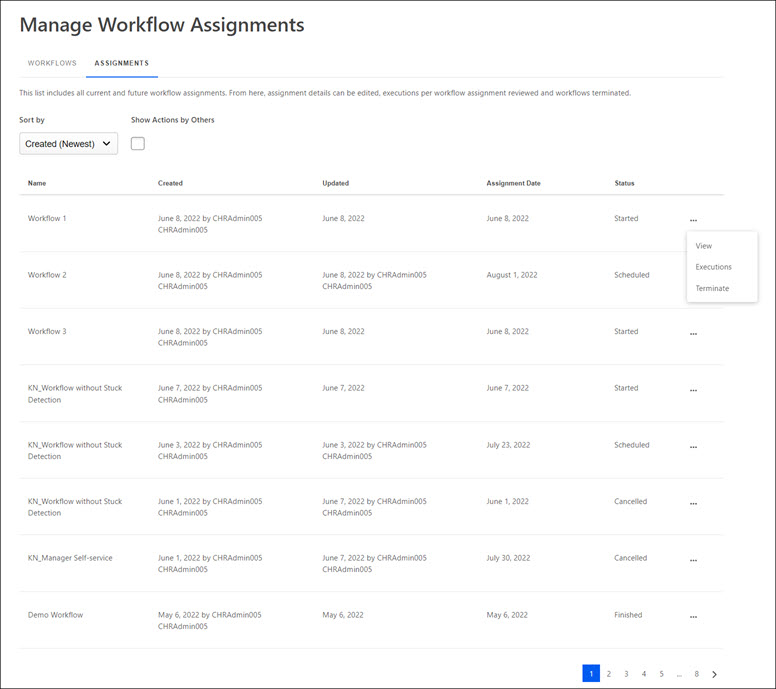 Manage Workflow Assignments
WORKFLOWS ASSIGNMENTS
This list includes all current and future workflow assignments. From here, assignment details can be edited, executions per workflow assignment reviewed and workflows terminated.
Sort by Show Actions by Others
Created (Newest)
Name Created Updated Assignment Date Status
Workflow 1 June 8, 2022 by CHRAdmin005 June 8, 2022 June 8, 2022 Started ...
CHRAdmin005
View
Executions
Terminate
Workflow 2 June 8, 2022 by CHRAdmin005 June 8, 2022 by CHRAdmin005 August 1, 2022 Scheduled
CHRAdmin005 CHRAdmin005
Workflow 3 June 8, 2022 by CHRAdmin005 June 8, 2022 June 8, 2022 Started ...
CHRAdmin005
KN_Workflow without Stuck June 7, 2022 by CHRAdmin005 June 7, 2022 June 7, 2022 Started ...
Detection CHRAdmin005
KN_Workflow without Stuck June 3, 2022 by CHRAdmin005 June 3, 2022 by CHRAdmin005 July 23, 2022 Scheduled ...
Detection CHRAdmin005 CHRAdmin005
KN_Workflow without Stuck June 1, 2022 by CHRAdmin005 June 7, 2022 by CHRAdmin005 June 1, 2022 Cancelled ...
Detection CHRAdmin005 CHRAdmin005
KN_Manager Self-service June 1, 2022 by CHRAdmin005 June 7, 2022 by CHRAdmin005 July 30, 2022 Cancelled ...
CHRAdmin005 CHRAdmin005
Demo Workflow May 6, 2022 by CHRAdmin005 May 6, 2022 May 6, 2022 Finished ...
CHRAdmin005
1 2 3 4 5 ... 8 >